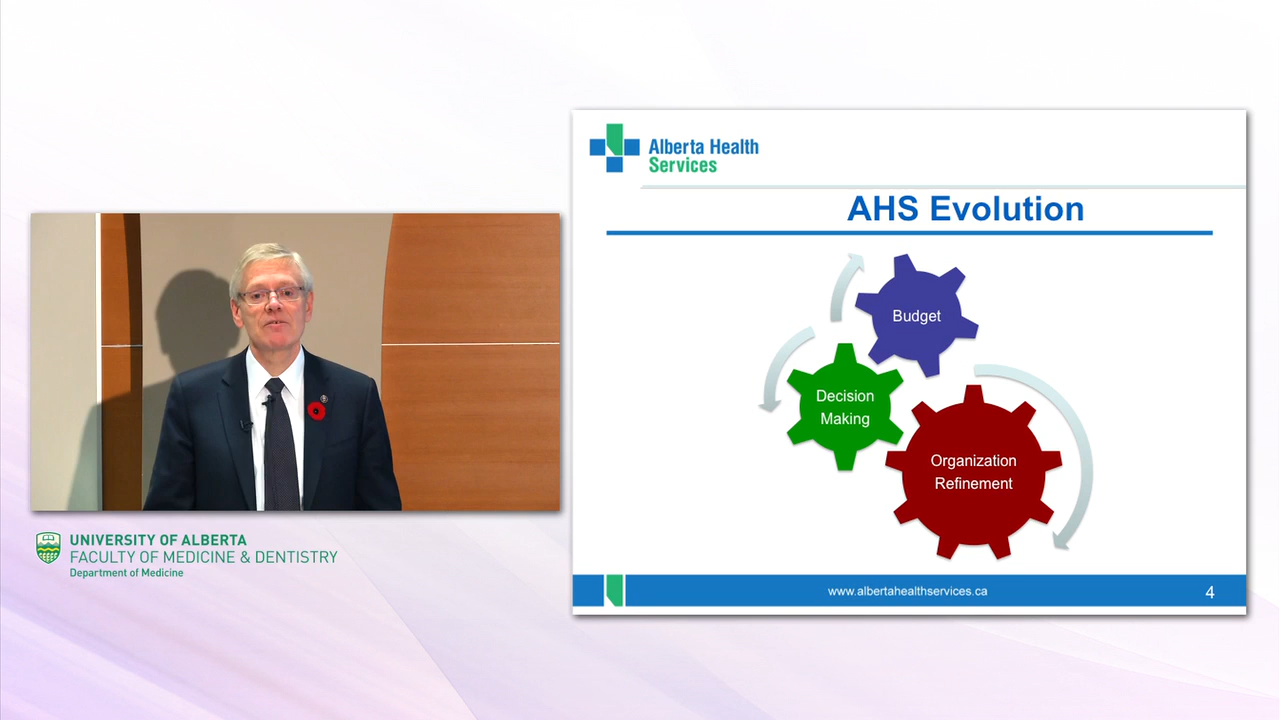 Alberta Health
Services
AHS Evolution
Budget
Decision
Making
Organization
Refinement
www.albertahealthservices.ca
4
UNIVERSITY OF ALBERTA
FACULTY OF MEDICINE & DENTISTRY
Department of Medicine